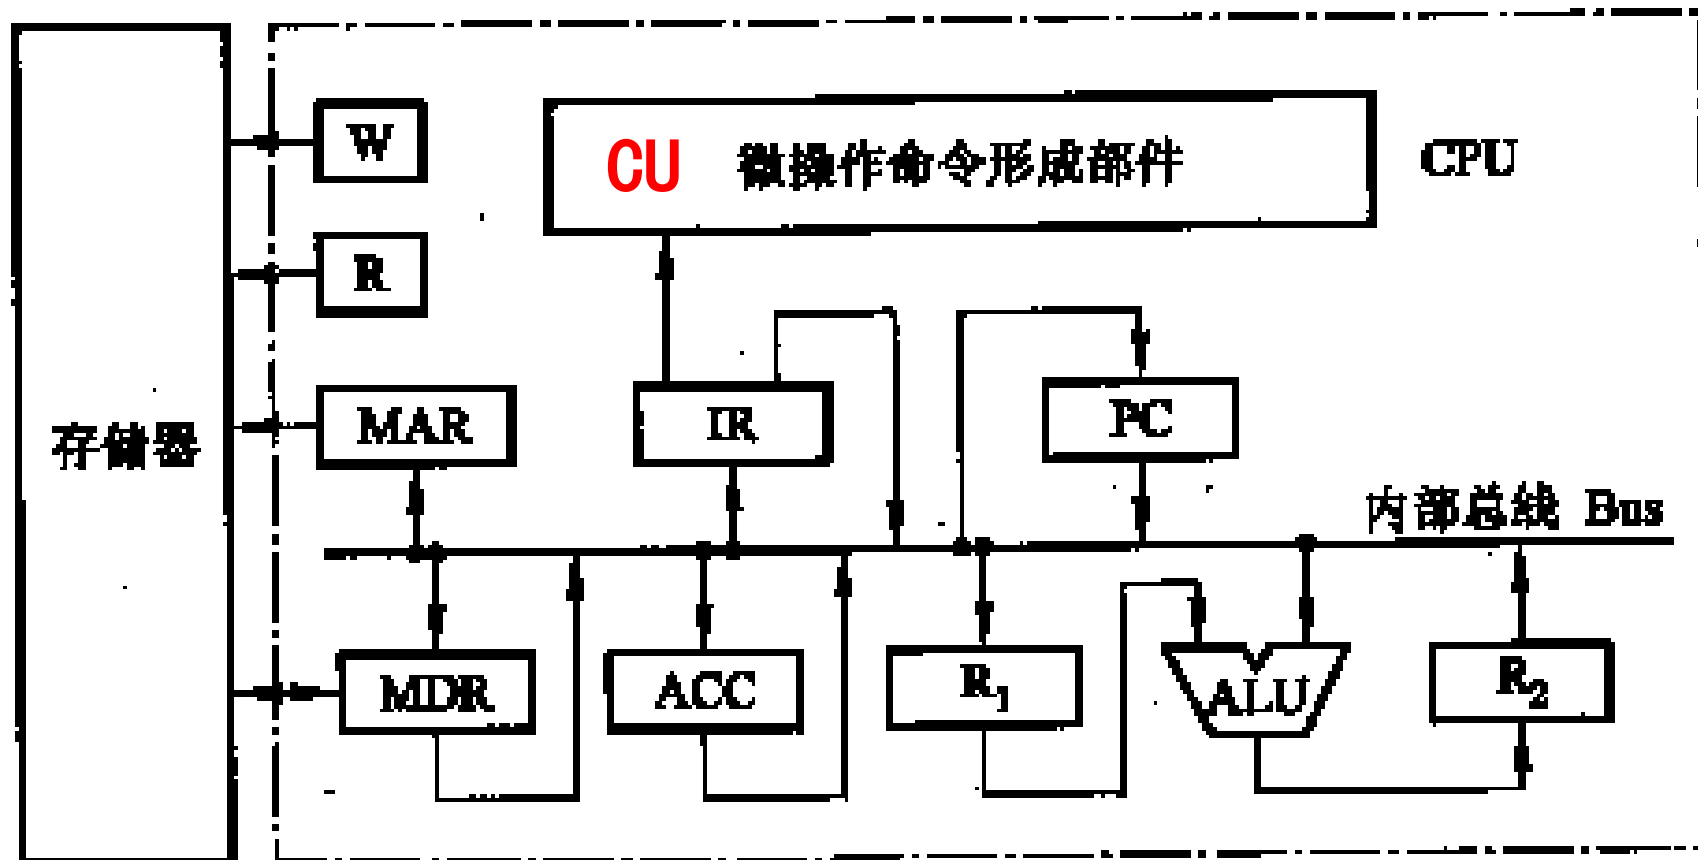 W
CU 微操作命令形成部件
CPU
R
存储器
MAR
IR
PC
内部总线 Bus
MDR
ACC
R₁
ALU
R₂